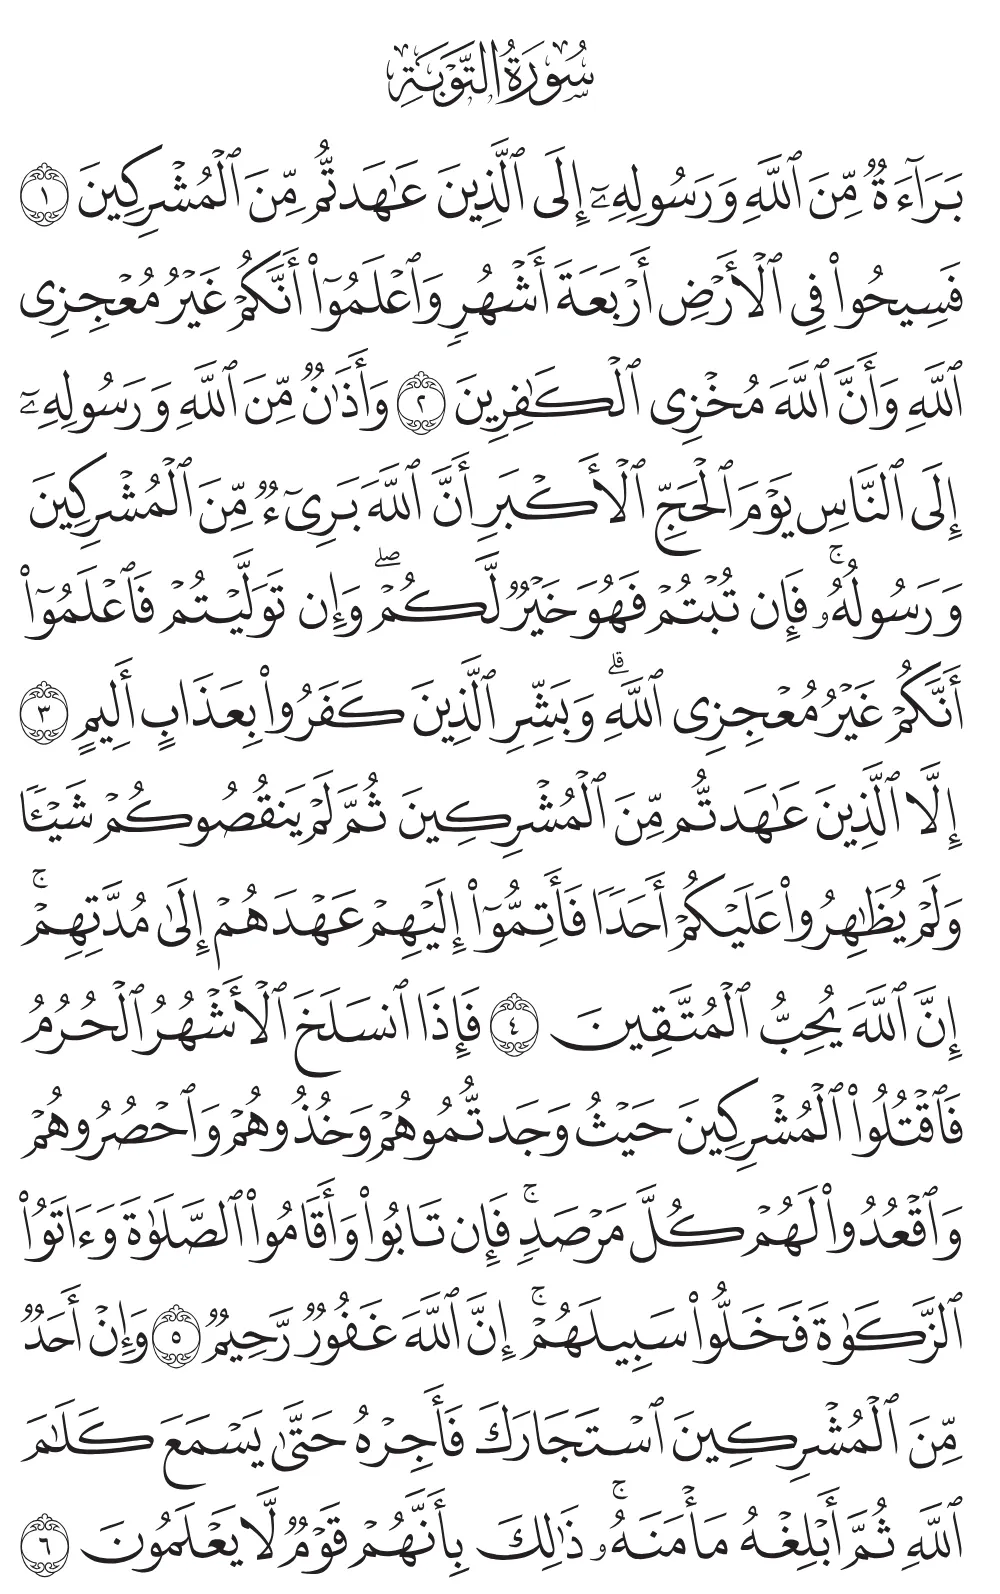 سُورَةُ التَّوۡبَةِ
بَرَآءَةٞ مِّنَ ٱللَّهِ وَرَسُولِهِۦٓ إِلَى ٱلَّذِينَ عَٰهَدتُّم مِّنَ ٱلۡمُشۡرِكِينَ ١
فَسِيحُواْ فِي ٱلۡأَرۡضِ أَرۡبَعَةَ أَشۡهُرٖ وَٱعۡلَمُوٓاْ أَنَّكُمۡ غَيۡرُ مُعۡجِزِي
ٱللَّهِ وَأَنَّ ٱللَّهَ مُخۡزِي ٱلۡكَٰفِرِينَ ٢ وَأَذَٰنٞ مِّنَ ٱللَّهِ وَرَسُولِهِۦٓ
إِلَى ٱلنَّاسِ يَوۡمَ ٱلۡحَجِّ ٱلۡأَكۡبَرِ أَنَّ ٱللَّهَ بَرِيٓءٞ مِّنَ ٱلۡمُشۡرِكِينَ
وَرَسُولُهُۥۚ فَإِن تُبۡتُمۡ فَهُوَ خَيۡرٞ لَّكُمۡۖ وَإِن تَوَلَّيۡتُمۡ فَٱعۡلَمُوٓاْ
أَنَّكُمۡ غَيۡرُ مُعۡجِزِي ٱللَّهِۗ وَبَشِّرِ ٱلَّذِينَ كَفَرُواْ بِعَذَابٍ أَلِيمٍ ٣
إِلَّا ٱلَّذِينَ عَٰهَدتُّم مِّنَ ٱلۡمُشۡرِكِينَ ثُمَّ لَمۡ يَنقُصُوكُمۡ شَيۡـٔٗا
وَلَمۡ يُظَٰهِرُواْ عَلَيۡكُمۡ أَحَدٗا فَأَتِمُّوٓاْ إِلَيۡهِمۡ عَهۡدَهُمۡ إِلَىٰ مُدَّتِهِمۡۚ
إِنَّ ٱللَّهَ يُحِبُّ ٱلۡمُتَّقِينَ ٤ فَإِذَا ٱنسَلَخَ ٱلۡأَشۡهُرُ ٱلۡحُرُمُ
فَٱقۡتُلُواْ ٱلۡمُشۡرِكِينَ حَيۡثُ وَجَدتُّمُوهُمۡ وَخُذُوهُمۡ وَٱحۡصُرُوهُمۡ
وَٱقۡعُدُواْ لَهُمۡ كُلَّ مَرۡصَدٖۚ فَإِن تَابُواْ وَأَقَامُواْ ٱلصَّلَوٰةَ وَءَاتَوُاْ
ٱلزَّكَوٰةَ فَخَلُّواْ سَبِيلَهُمۡۚ إِنَّ ٱللَّهَ غَفُورٞ رَّحِيمٞ ٥ وَإِنۡ أَحَدٞ
مِّنَ ٱلۡمُشۡرِكِينَ ٱسۡتَجَارَكَ فَأَجِرۡهُ حَتَّىٰ يَسۡمَعَ كَلَٰمَ
ٱللَّهِ ثُمَّ أَبۡلِغۡهُ مَأۡمَنَهُۥۚ ذَٰلِكَ بِأَنَّهُمۡ قَوۡمٞ لَّا يَعۡلَمُونَ ٦